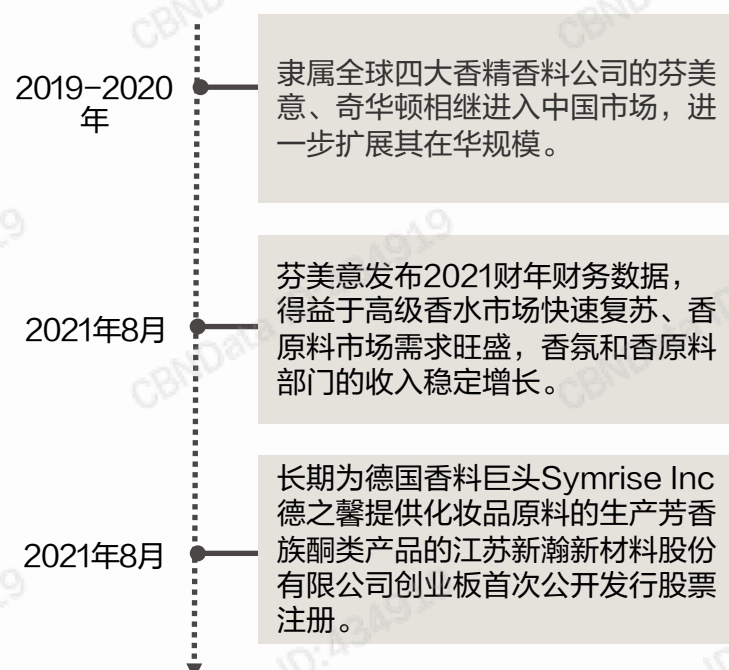 2019-2020
年
隶属全球四大香精香料公司的芬美
意、奇华顿相继进入中国市场，进
一步扩展其在华规模。
2021年8月
芬美意发布2021财年财务数据，
得益于高级香水市场快速复苏、香
原料市场需求旺盛，香氛和香原料
部门的收入稳定增长。
2021年8月
长期为德国香料巨头Symrise Inc
德之馨提供化妆品原料的生产芳香
族酮类产品的江苏新瀚新材料股份
有限公司创业板首次公开发行股票
注册。